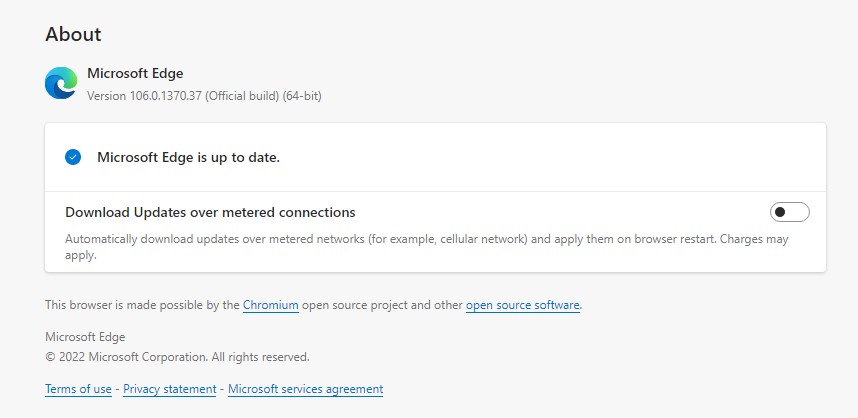 About
Microsoft Edge
Version 106.0.1370.37 (Official build) (64-bit)
Microsoft Edge is up to date.
Download Updates over metered connections
Automatically download updates over metered networks (for example, cellular network) and apply them on browser restart. Charges may
apply.
This browser is made possible by the Chromium open source project and other open source software.
Microsoft Edge
© 2022 Microsoft Corporation. All rights reserved.
Terms of use - Privacy statement - Microsoft services agreement